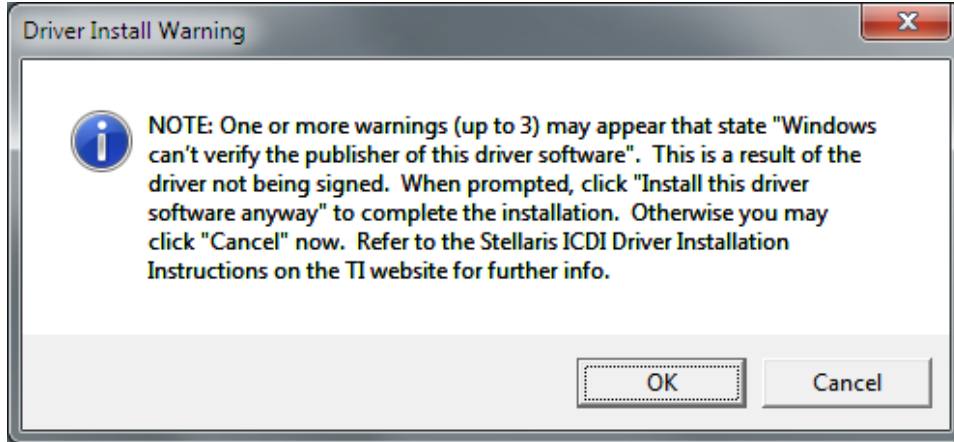 Driver Install Warning
NOTE: One or more warnings (up to 3) may appear that state "Windows
can't verify the publisher of this driver software".  This is a result of the
driver not being signed.  When prompted, click "Install this driver
software anyway" to complete the installation.  Otherwise you may
click "Cancel" now.  Refer to the Stellaris ICDI Driver Installation
Instructions on the TI website for further info.
OK
Cancel